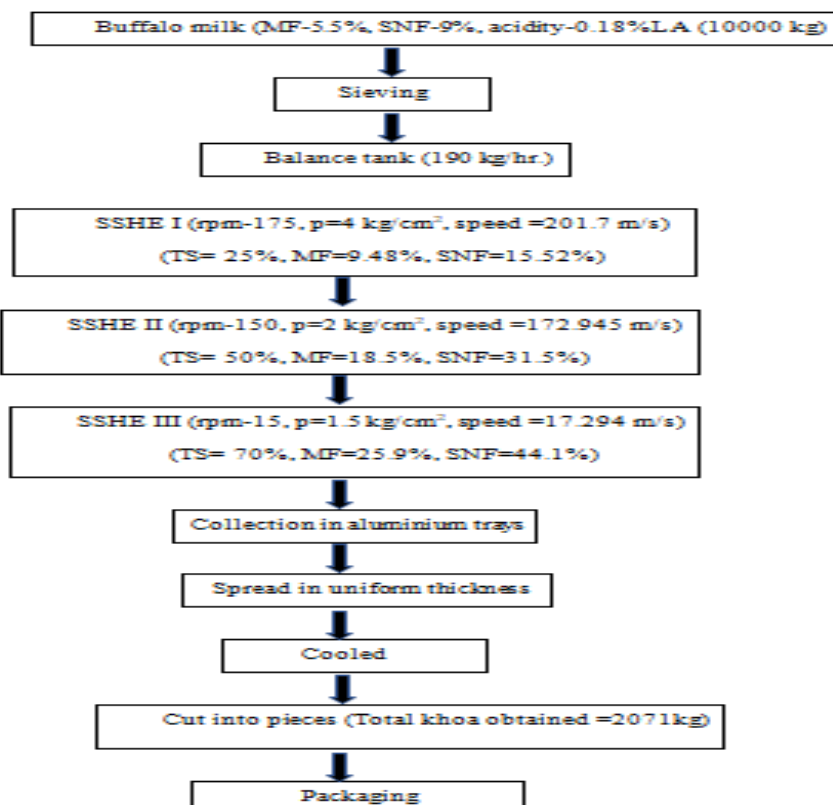 Buffalo milk (MF-5.5%, SNF-9%, acidity-0.18%LA (10000 kg)
Sieving
Balance tank (190 kg/hr.)
SSHE I (rpm-175, p=4 kg/cm², speed =201.7 m/s)
(TS= 25%, MF=9.48%, SNF=15.52%)
SSHE II (rpm-150, p=2 kg/cm², speed =172.945 m/s)
(TS= 50%, MF=18.5%, SNF=31.5%)
SSHE III (rpm-15, p=1.5 kg/cm², speed =17.294 m/s)
(TS= 70%, MF=25.9%, SNF=44.1%)
Collection in aluminium trays
Spread in uniform thickness
Cooled
Cut into pieces (Total khoa obtained =2071kg)
Packaging